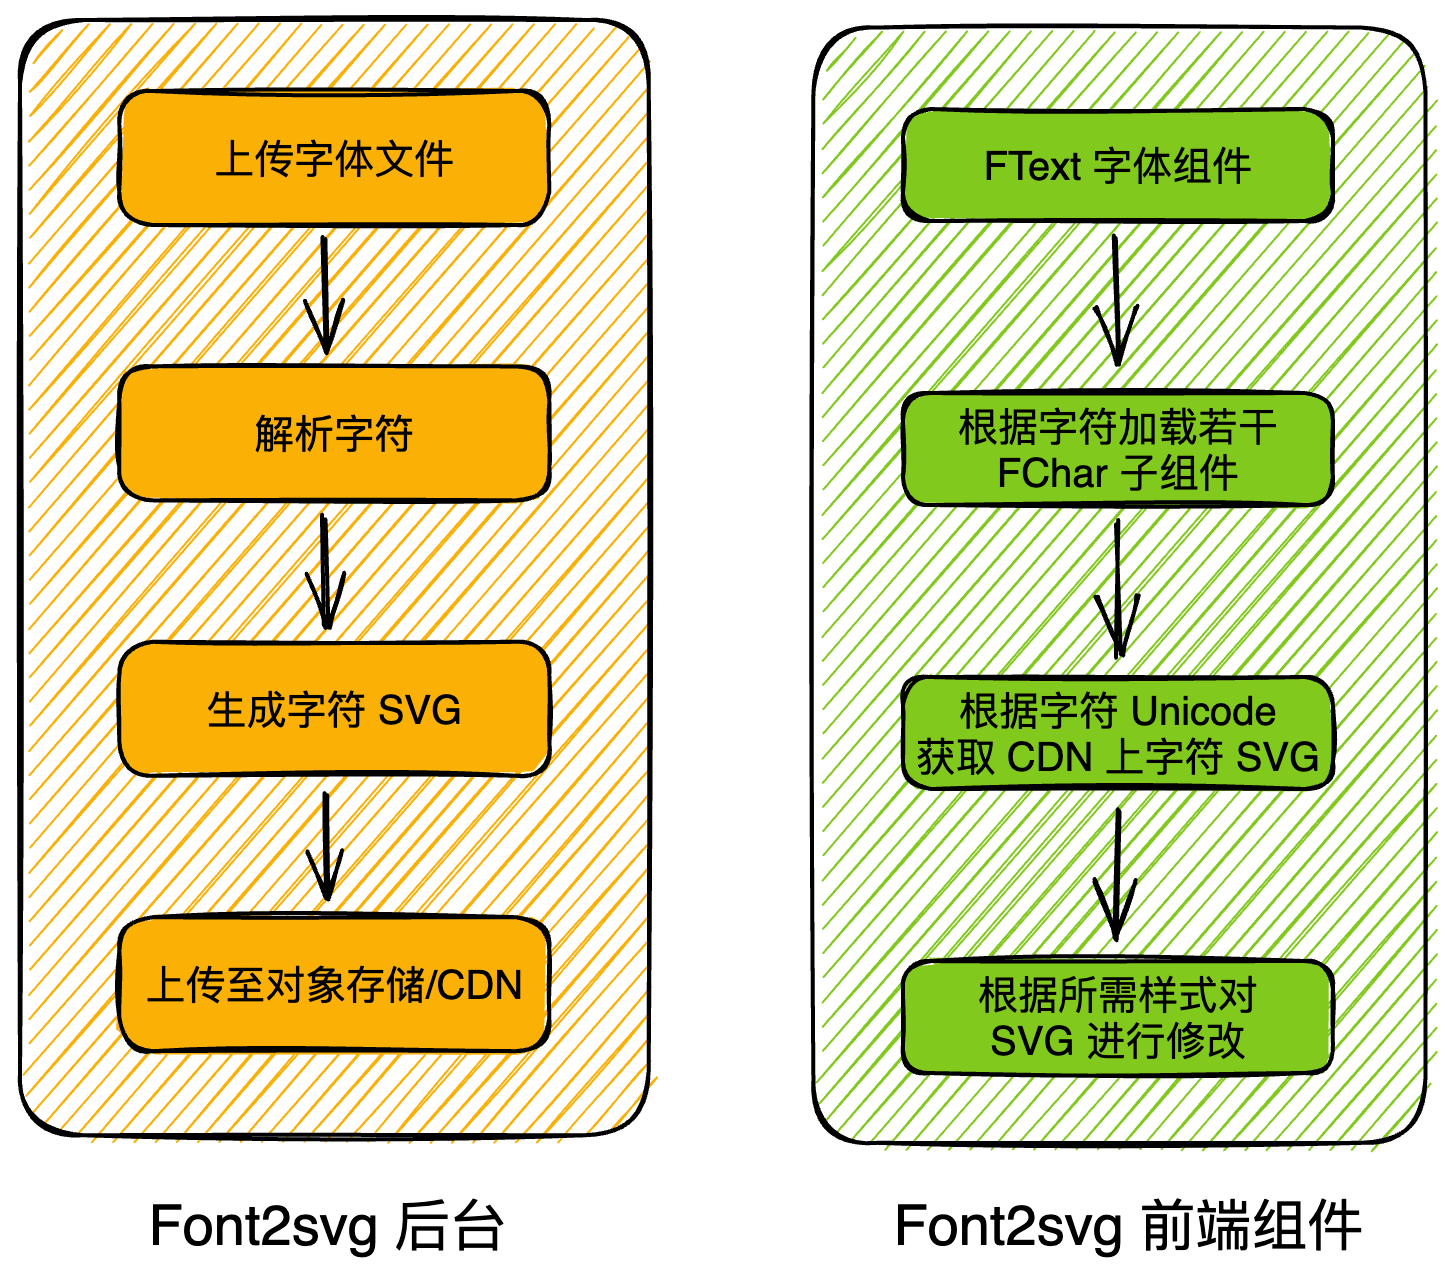 上传字体文件
解析字符
生成字符 SVG
上传至对象存储/CDN
Font2svg 后台
FText 字体组件
根据字符加载若干
FChar 子组件
根据字符 Unicode
获取 CDN 上字符 SVG
根据所需样式对
SVG 进行修改
Font2svg 前端组件